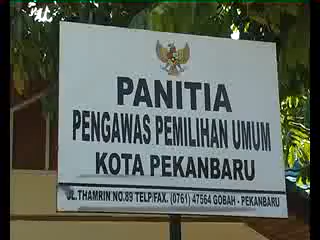 PANITIA
PENGAWAS PEMILIHAN UMUM
KOTA PEKANBARU
JL.THAMRIN NO.89 TELP/FAX. (0761) 47564 GOBAH - PEKANBARU